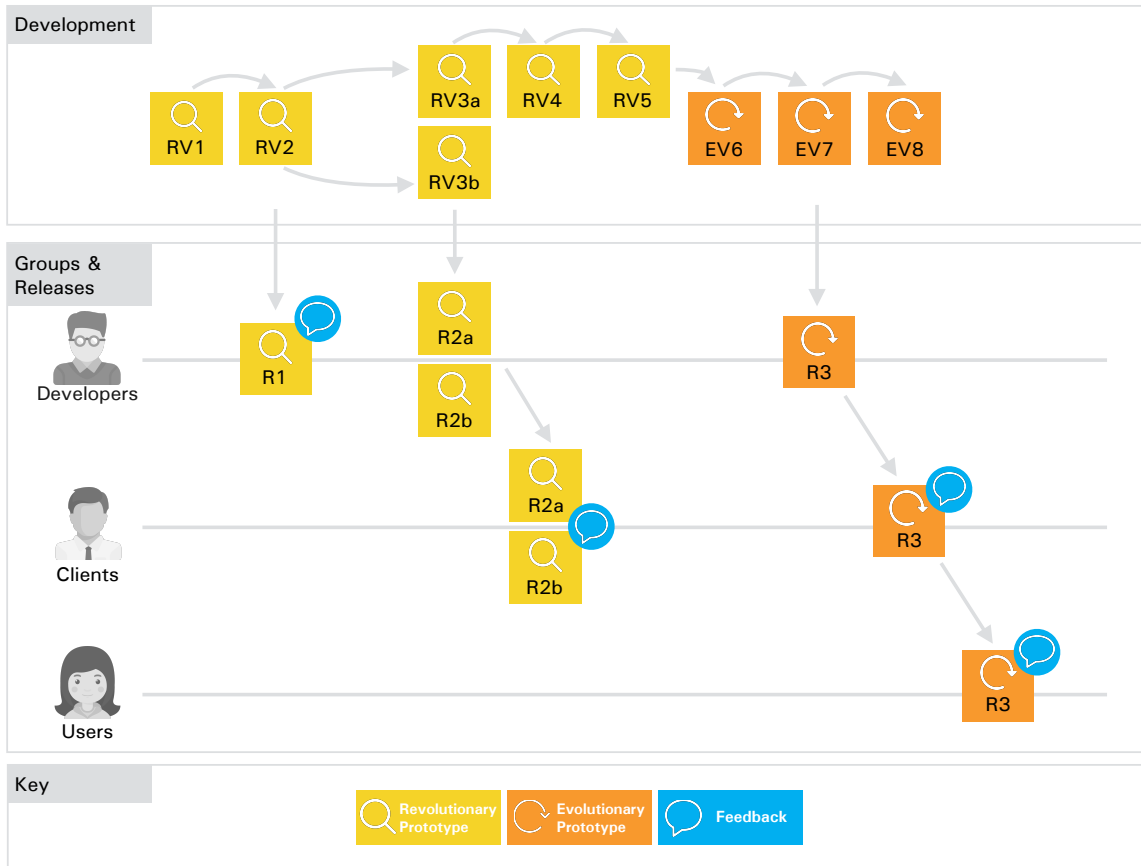 Development
RV1
RV2
RV3a
RV4
RV5
RV3b
EV6
EV7
EV8
Groups &
Releases
Developers
R1
R2a
R2b
R3
Clients
R2a
R2b
R3
Users
R3
Key
Revolutionary
Prototype
Evolutionary
Prototype
Feedback